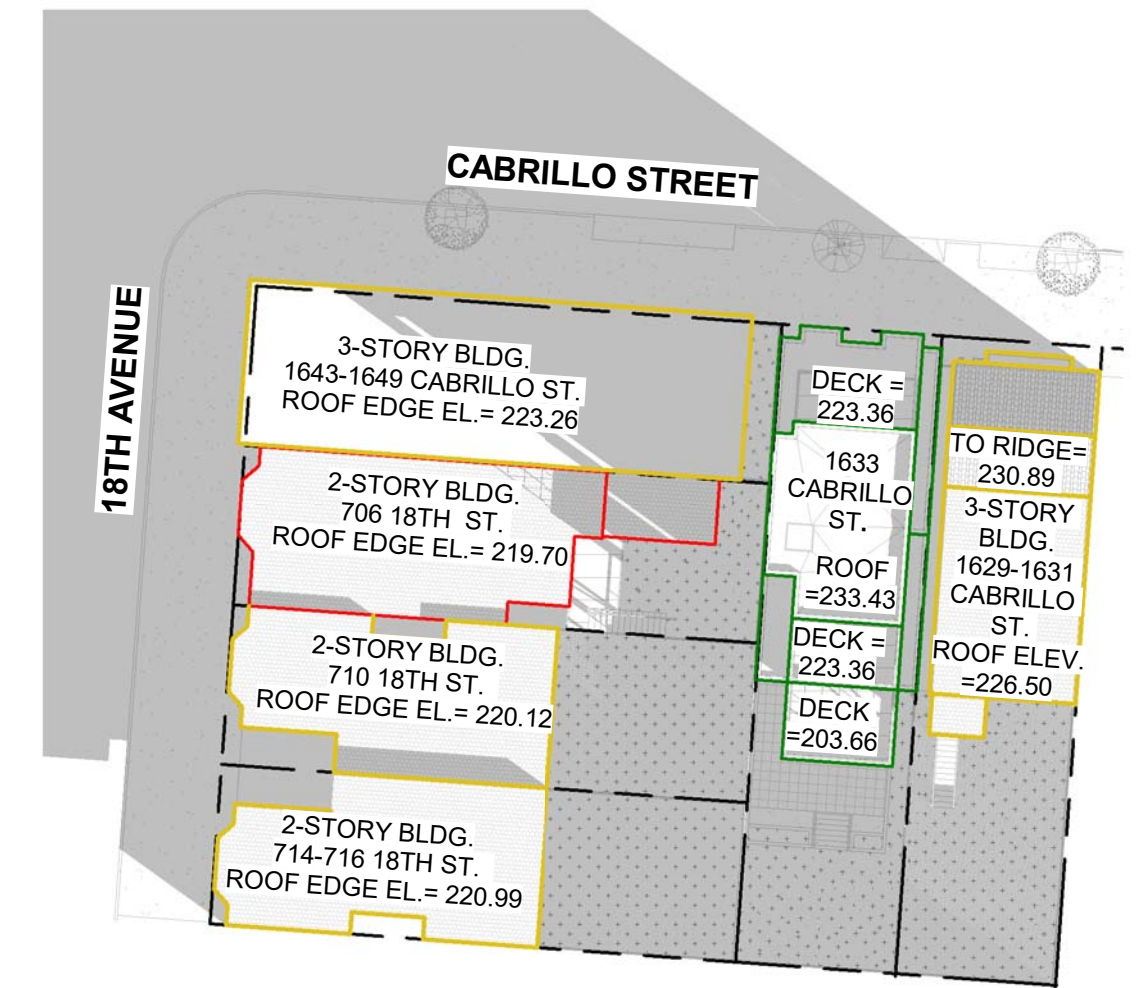 CABRILLO STREET
18TH AVENUE
3-STORY BLDG.
1643-1649 CABRILLO ST.
ROOF EDGE EL.= 223.26
2-STORY BLDG.
706 18TH  ST.
ROOF EDGE EL.= 219.70
2-STORY BLDG.
710 18TH ST.
ROOF EDGE EL.= 220.12
2-STORY BLDG.
714-716 18TH ST.
ROOF EDGE EL.= 220.99
DECK =
223.36
1633
CABRILLO
ST.
ROOF
=233.43
DECK =
223.36
DECK
=203.66
TO RIDGE=
230.89
3-STORY
BLDG.
1629-1631
CABRILLO
ST.
ROOF ELEV.
=226.50